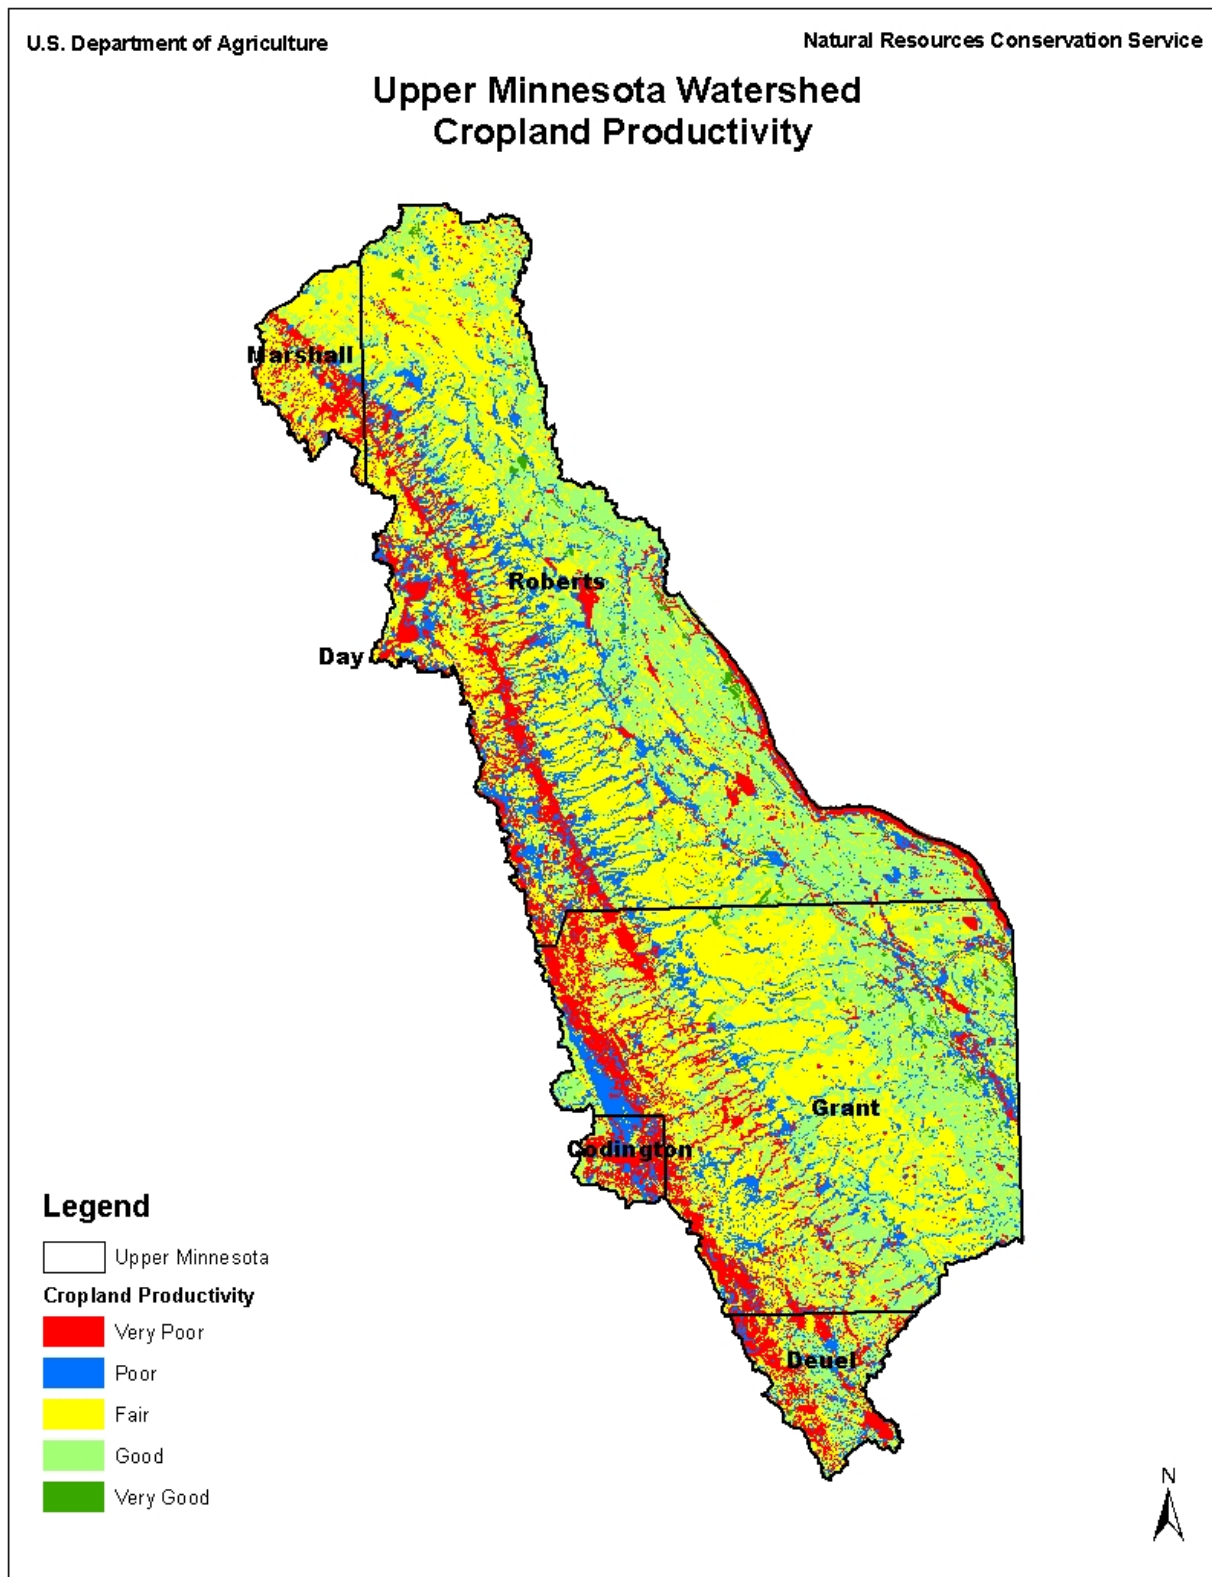 U.S. Department of Agriculture
Natural Resources Conservation Service
Upper Minnesota Watershed
Cropland Productivity
Marshall
Roberts
Day
Grant
Codington
Deuel
Legend
Upper Minnesota
Cropland Productivity
Very Poor
Poor
Fair
Good
Very Good
N